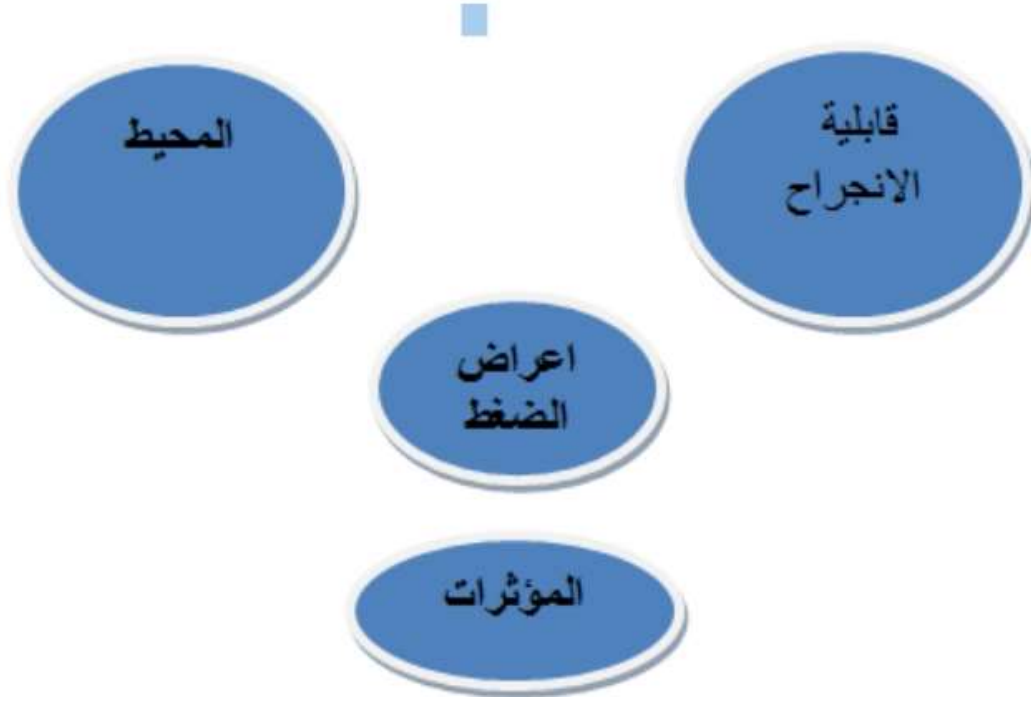 قابلية
الانجراح
المحيط
اعراض
الضغط
المؤثرات